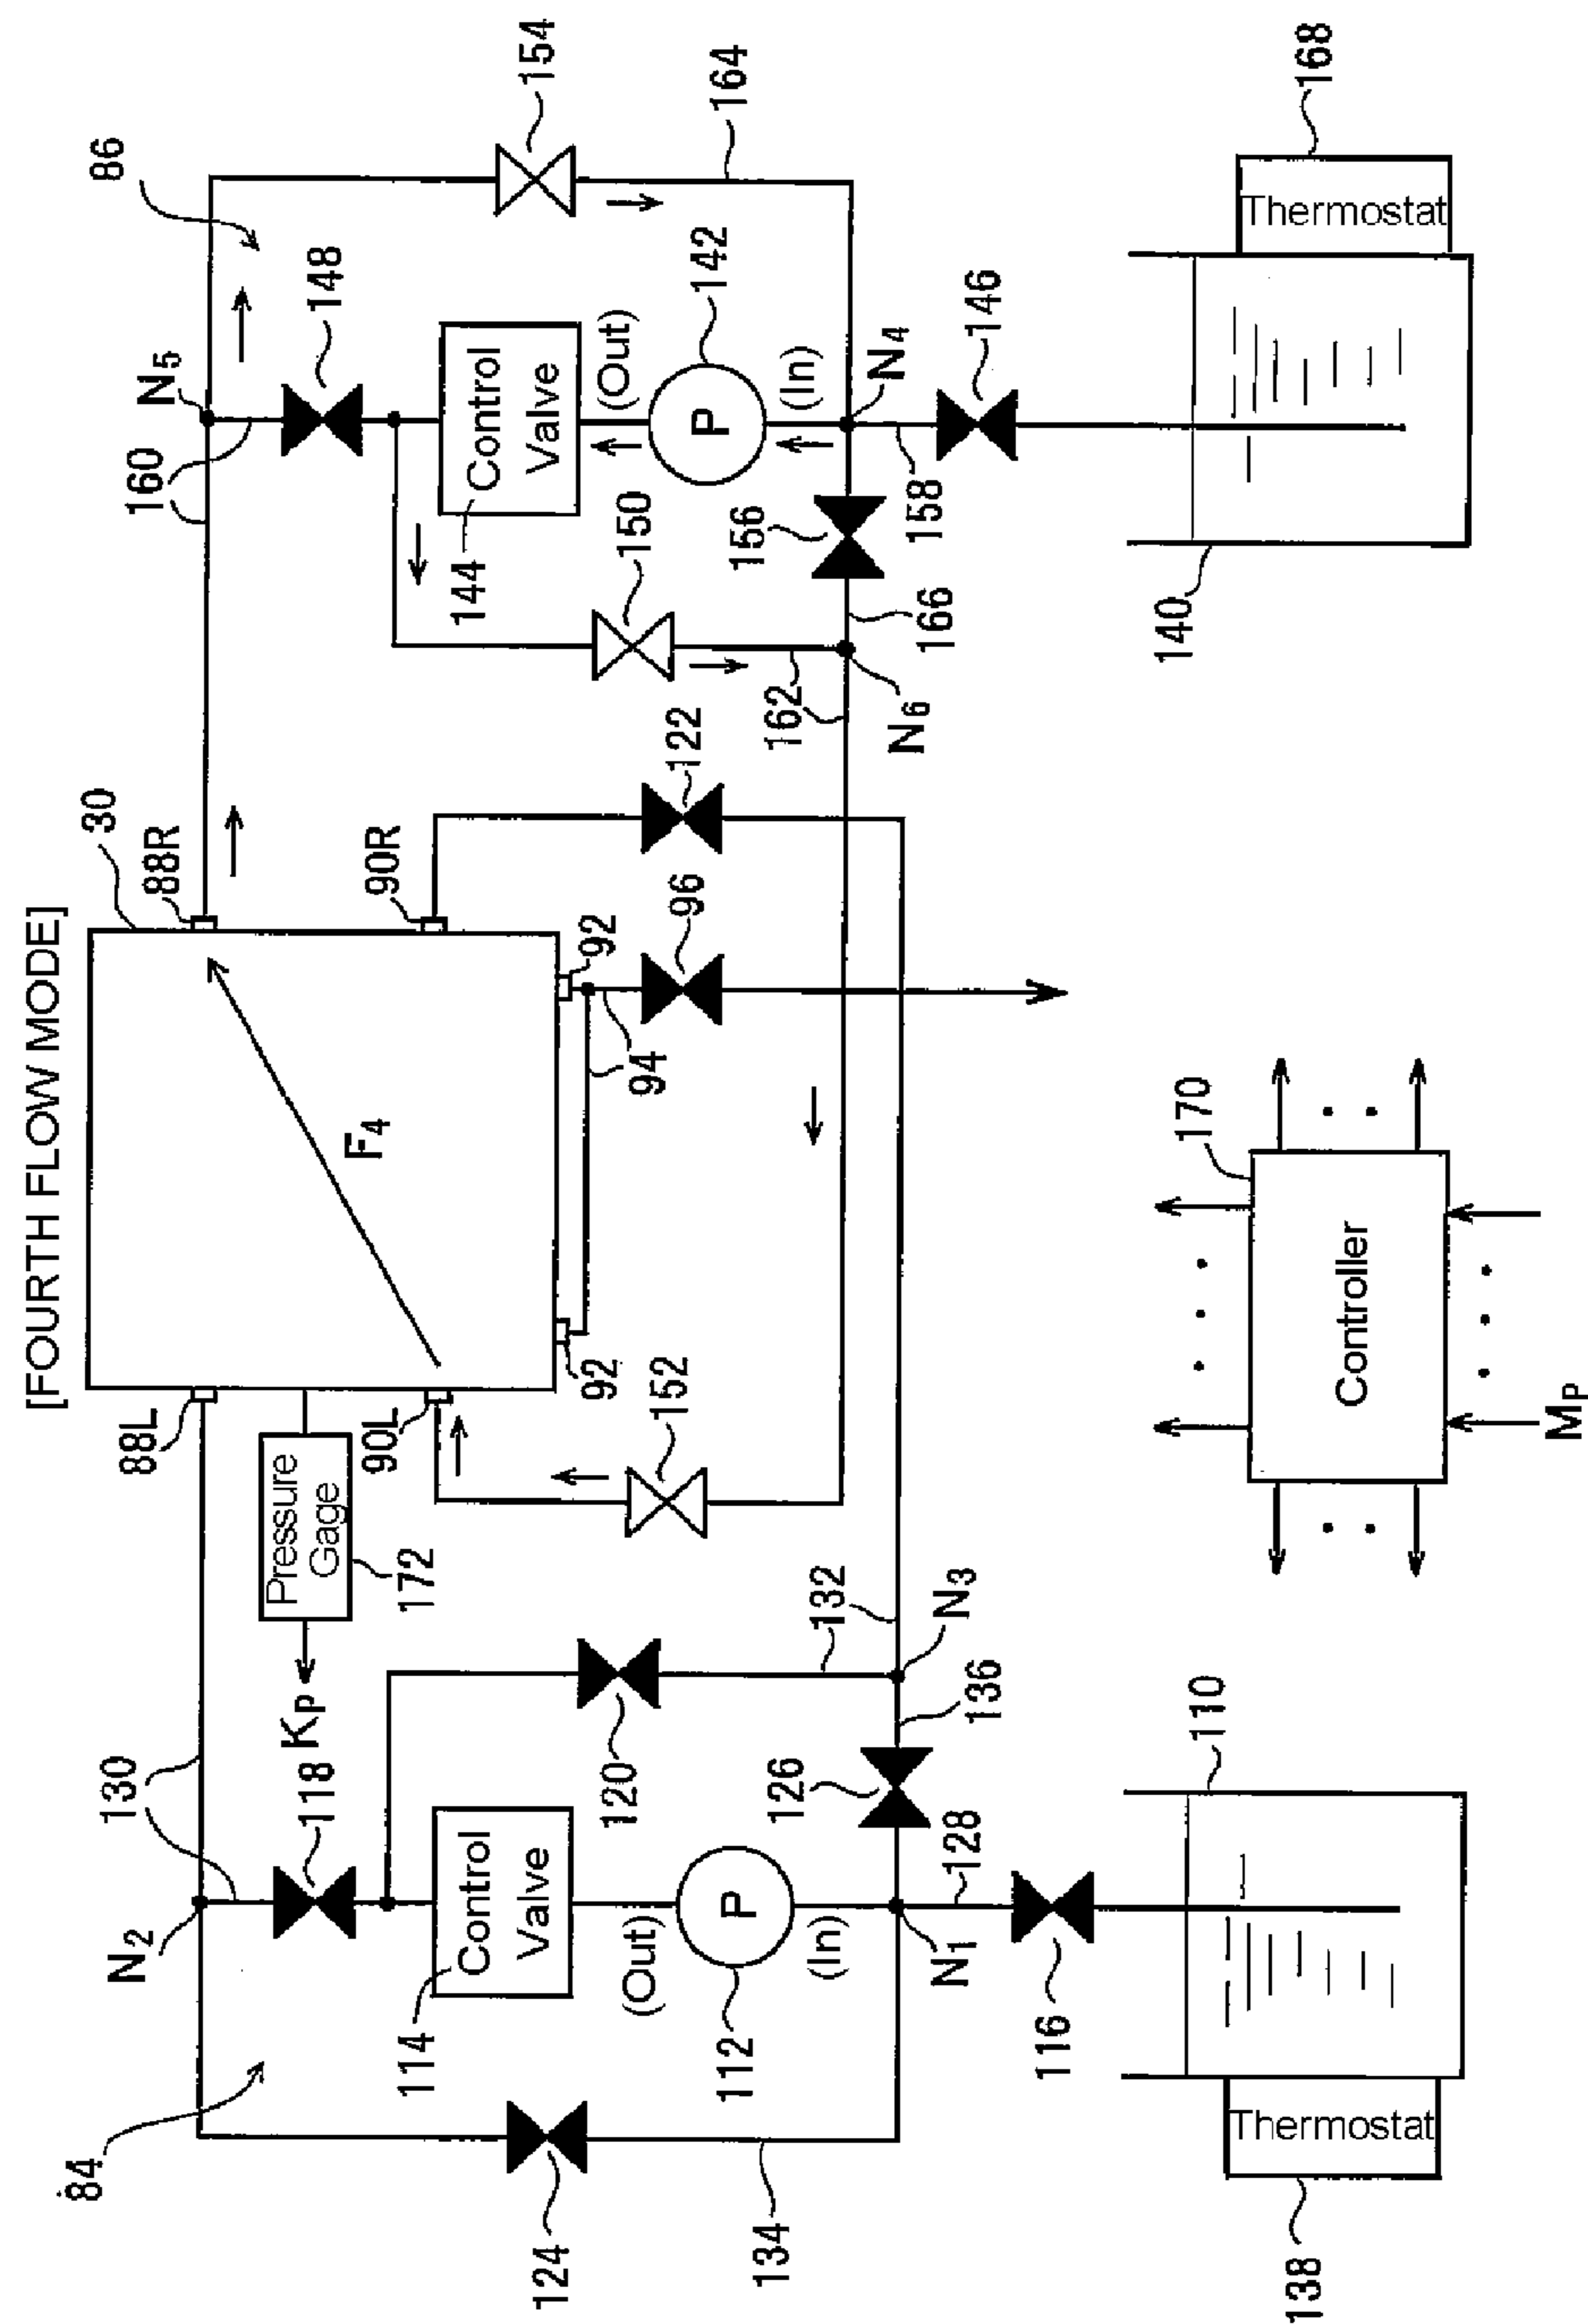 [FOURTH FLOW MODE]
84
N2
130
118
88L
Pressure
Gage
KP
172
90L
30
88R
90R
F4
92
92
94
96
122
160
N5
148
86
154
164
124
134
114
Control
Valve
(Out)
P
112
(In)
120
132
126
136
N3
N1
128
116
152
144
Control
Valve
(Out)
P
142
(In)
150
162
N6
156
166
158
N4
146
138
Thermostat
110
Controller
170
MP
140
Thermostat
168